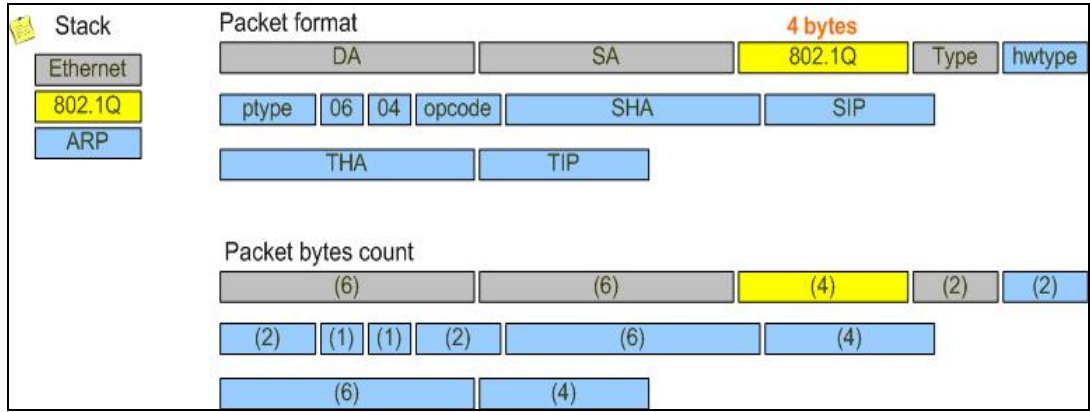 Stack
Ethernet
802.1Q
ARP
Packet format
4 bytes
DA SA 802.1Q Type hwtype
ptype 06 04 opcode SHA SIP
THA TIP
Packet bytes count
(6) (6) (4) (2) (2)
(2) (1) (1) (2) (6) (4)
(6) (4)